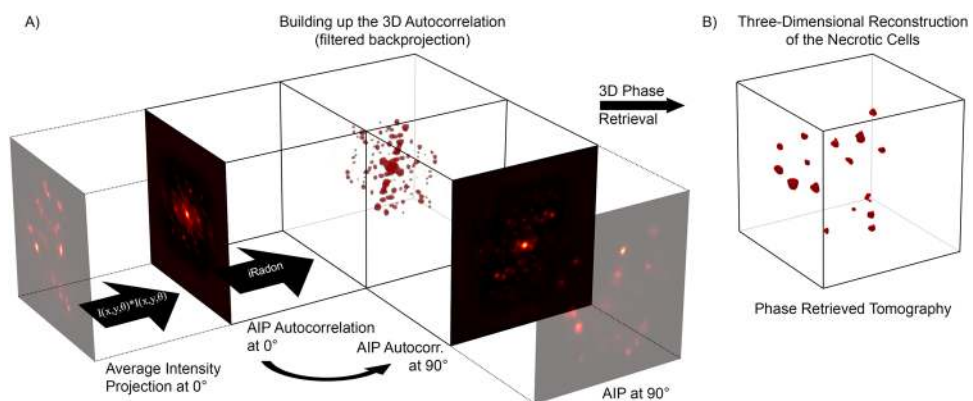 A)
Building up the 3D Autocorrelation
(filtered backprojection)
B)
Three-Dimensional Reconstruction
of the Necrotic Cells
3D Phase
Retrieval
I(x,y,θ)*I(x,y,θ)
iRadon
AIP Autocorrelation
at 0°
AIP Autocorr.
at 90°
Average Intensity
Projection at 0°
AIP at 90°
Phase Retrieved Tomography